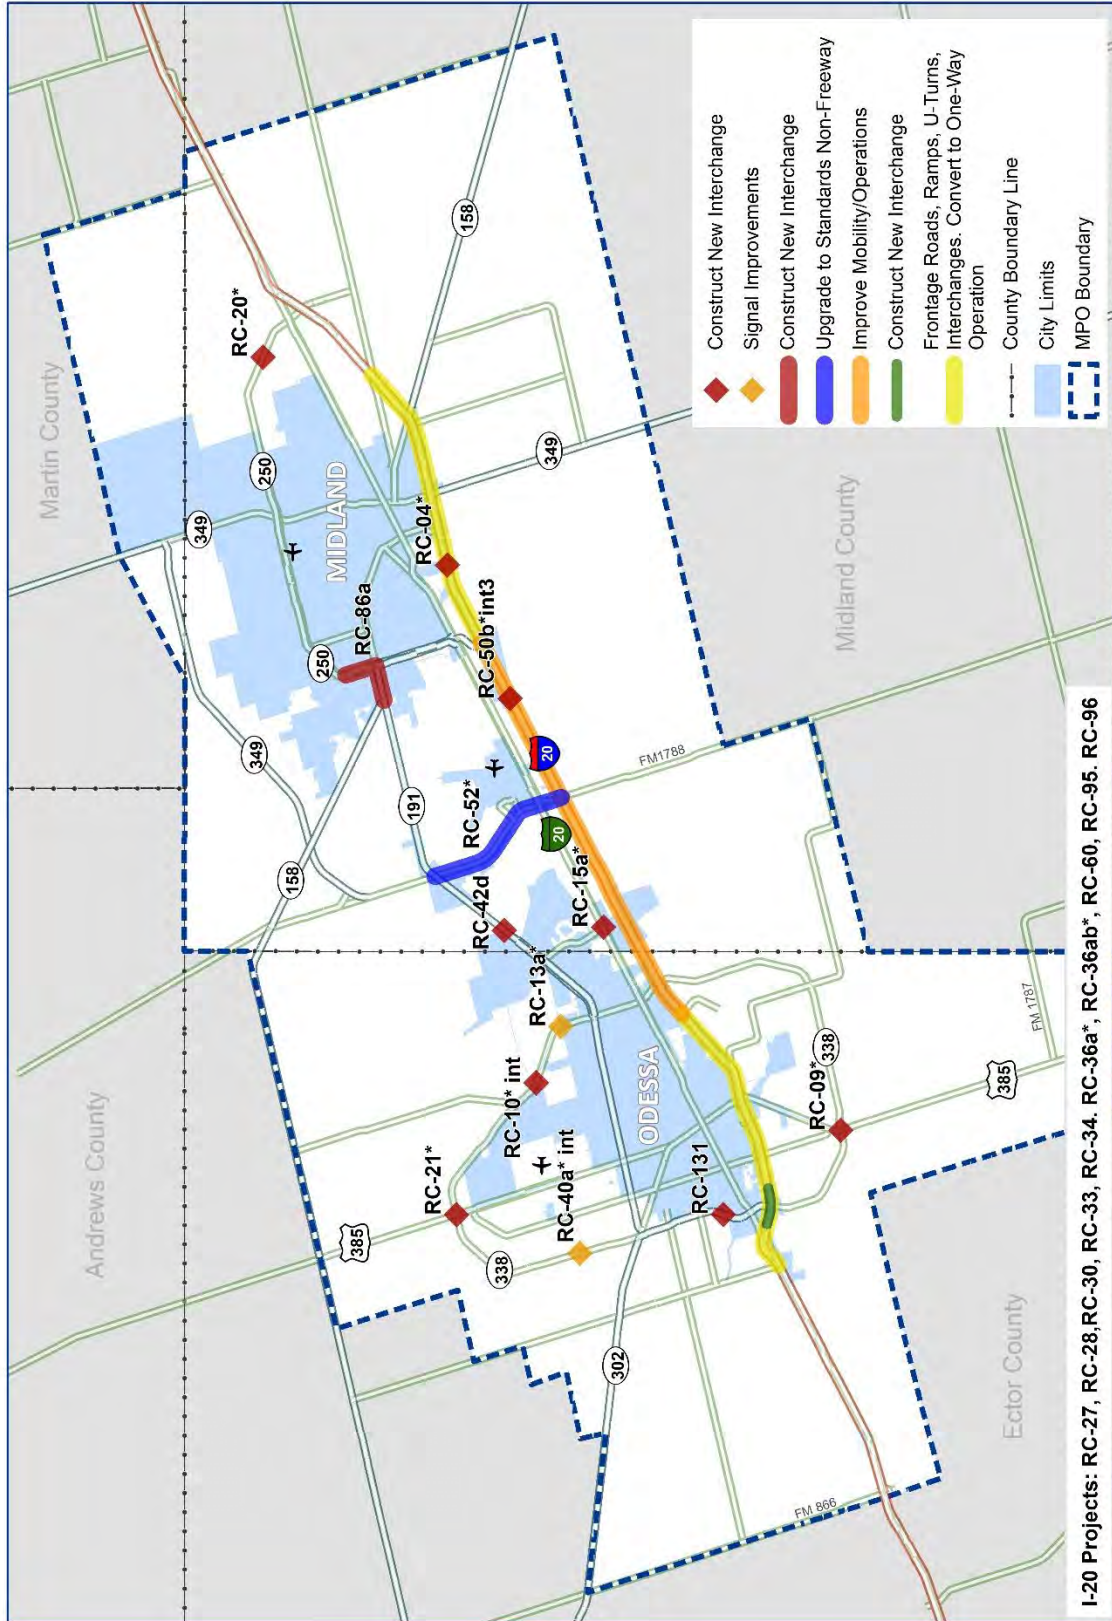 Andrews County
Martin County
Midland County
Ector County
MIDLAND
ODESSA
RC-20*
RC-04*
RC-50b*int3
RC-86a
RC-52*
RC-42d
RC-15a*
RC-13a*
RC-10* int
RC-40a* int
RC-21*
RC-131
RC-09*
158
349
250
349
250
349
158
191
20
20
FM1788
385
338
302
338
385
FM 1787
FM 866
Construct New Interchange
Signal Improvements
Construct New Interchange
Upgrade to Standards Non-Freeway
Improve Mobility/Operations
Construct New Interchange
Frontage Roads, Ramps, U-Turns,
Interchanges. Convert to One-Way
Operation
County Boundary Line
City Limits
MPO Boundary
I-20 Projects: RC-27, RC-28,RC-30, RC-33, RC-34. RC-36a*, RC-36ab*, RC-60, RC-95. RC-96